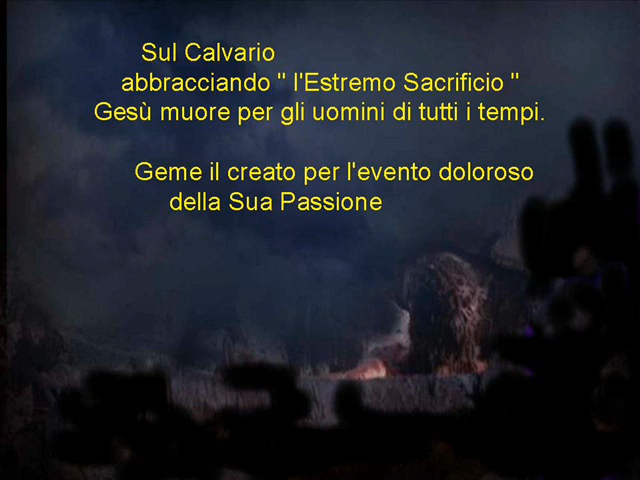 Sul Calvario
abbracciando " l'Estremo Sacrificio "
Gesù muore per gli uomini di tutti i tempi.
Geme il creato per l'evento doloroso
della Sua Passione